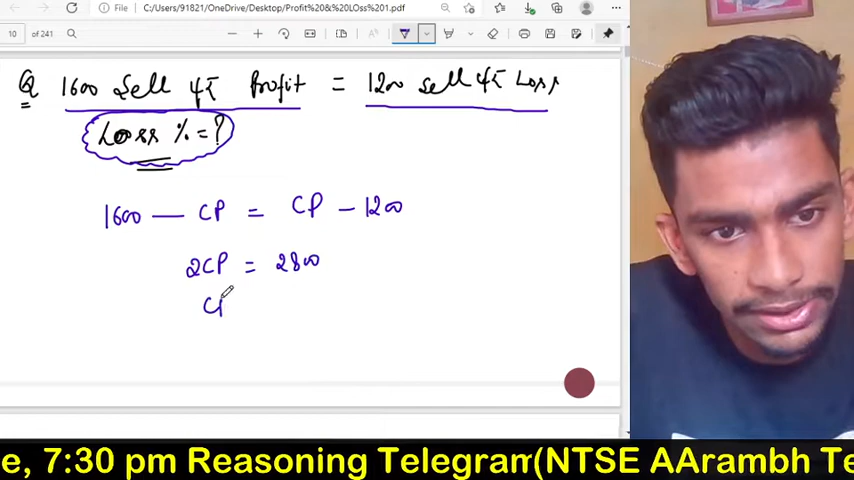 File
C:/Users/91821/OneDrive/Desktop/Profit%20&%20LOss%201.pdf
10 of 241
Q 1600 Sell Profit = 1200 Sell Loss
Loss % = ?
1600 — CP = CP - 1200
2CP = 2800
CP
e, 7:30 pm Reasoning Telegram(NTSE AArambh Te